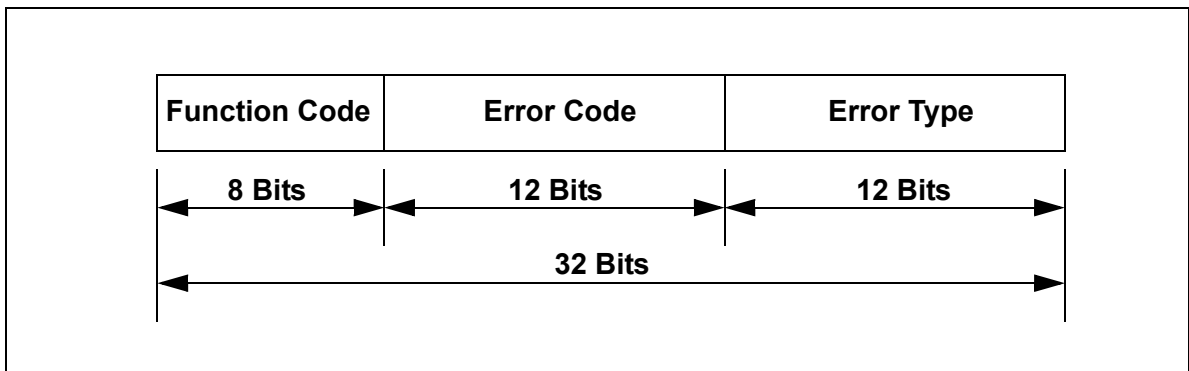 Function Code Error Code Error Type
8 Bits 12 Bits 12 Bits
32 Bits